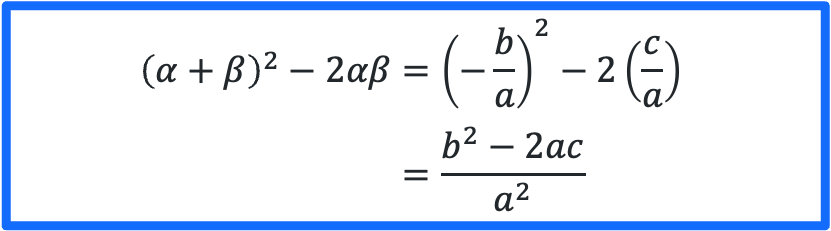 (α + β)² − 2αβ = (−b/a)² − 2(c/a)
= (b² − 2ac)/a²